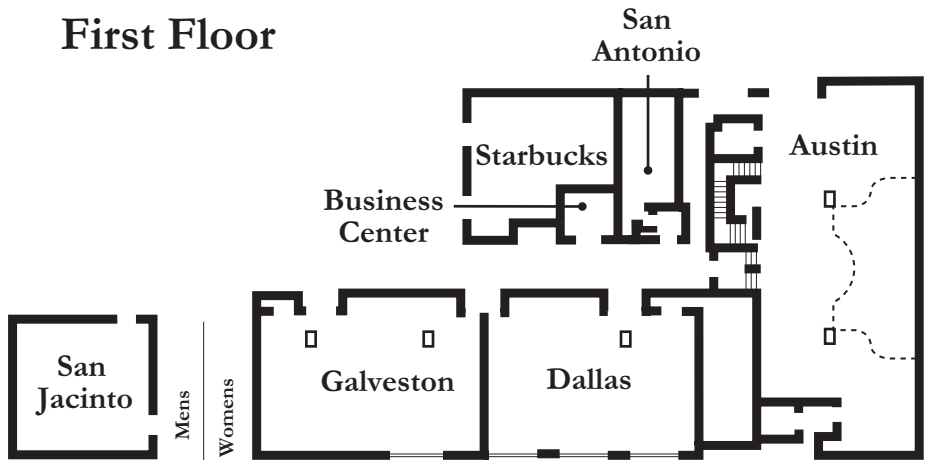 First Floor
San
Antonio
Starbucks
Austin
Business
Center
San
Jacinto
Mens
Womens
Galveston
Dallas